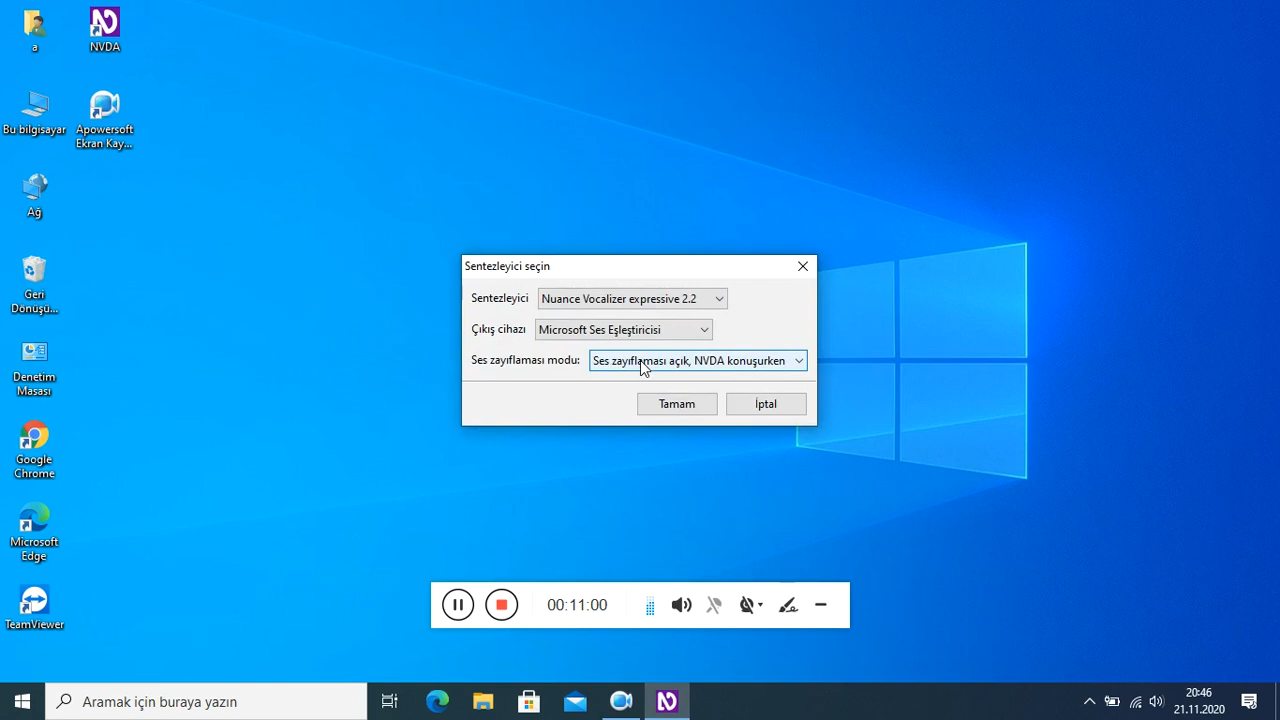 a
NVDA
Bu bilgisayar
Apowersoft
Ekran Kay...
Ağ
Geri
Dönüşü...
Denetim
Masası
Google
Chrome
Microsoft
Edge
TeamViewer
Sentezleyici seçin
Sentezleyici
Nuance Vocalizer expressive 2.2
Çıkış cihazı
Microsoft Ses Eşleştiricisi
Ses zayıflaması modu:
Ses zayıflaması açık, NVDA konuşurken
Tamam
İptal
00:11:00
Aramak için buraya yazın
20:46
21.11.2020